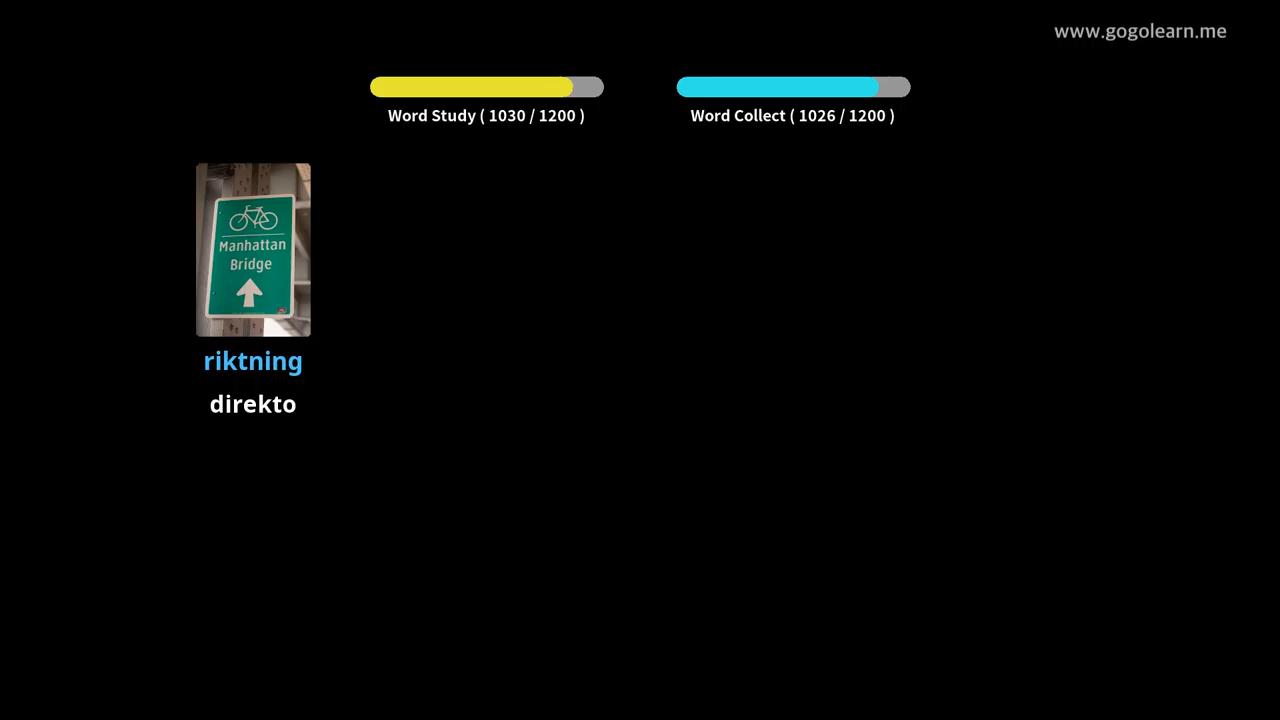 www.gogolearn.me
Word Study ( 1030 / 1200 )
Word Collect ( 1026 / 1200 )
Manhattan
Bridge
riktning
direkto